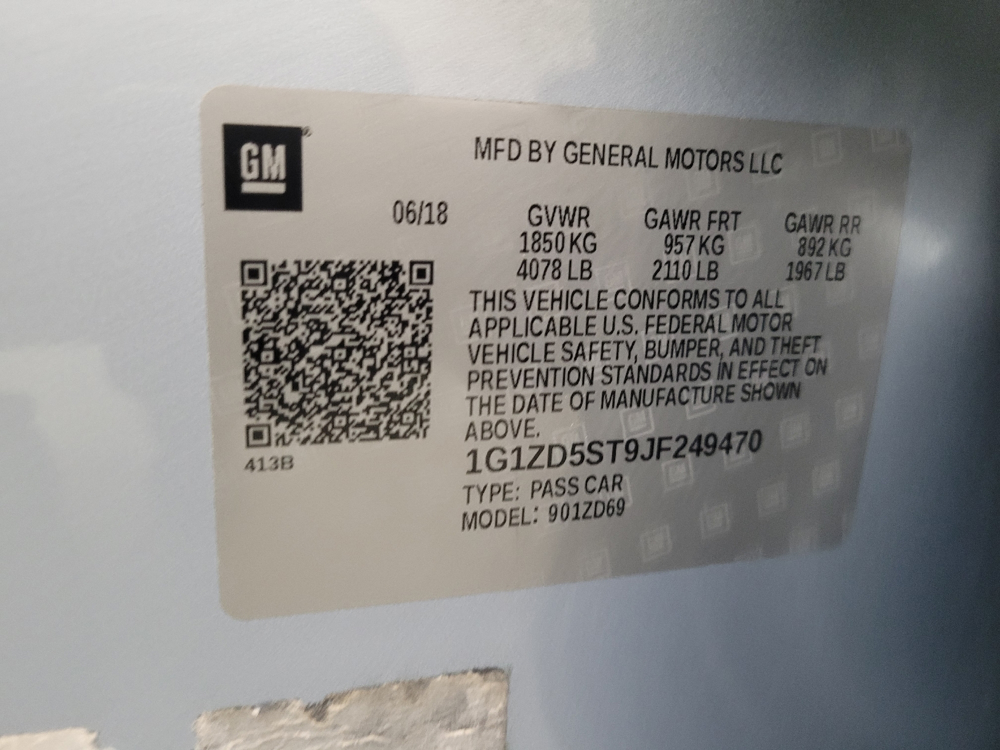 GM
MFD BY GENERAL MOTORS LLC
06/18
GVWR GAWR FRT GAWR RR
1850 KG 957 KG 892 KG
4078 LB 2110 LB 1967 LB
THIS VEHICLE CONFORMS TO ALL
APPLICABLE U.S. FEDERAL MOTOR
VEHICLE SAFETY, BUMPER, AND THEFT
PREVENTION STANDARDS IN EFFECT ON
THE DATE OF MANUFACTURE SHOWN
ABOVE.
1G1ZD5ST9JF249470
TYPE: PASS CAR
MODEL: 901ZD69
413B